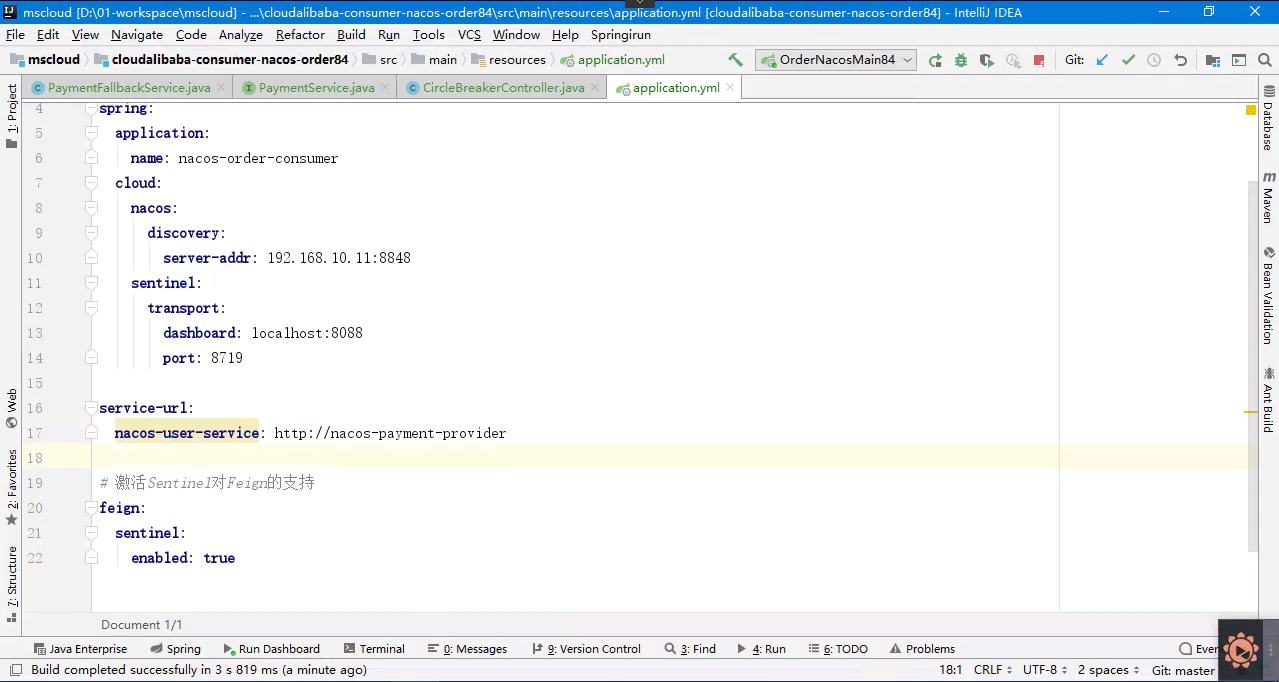 mscloud [D:\01-workspace\mscloud] - ...\cloudalibaba-consumer-nacos-order84\src\main\resources\application.yml [cloudalibaba-consumer-nacos-order84] - IntelliJ IDEA
File Edit View Navigate Code Analyze Refactor Build Run Tools VCS Window Help Springirun
mscloud cloudalibaba-consumer-nacos-order84 src main resources application.yml OrderNacosMain84 Git:
PaymentFallbackService.java PaymentService.java CircleBreakerController.java application.yml
1: Project
Web
2: Favorites
7: Structure
4 spring:
5 application:
6 name: nacos-order-consumer
7 cloud:
8 nacos:
9 discovery:
10 server-addr: 192.168.10.11:8848
11 sentinel:
12 transport:
13 dashboard: localhost:8088
14 port: 8719
15
16 service-url:
17 nacos-user-service: http://nacos-payment-provider
18
19 # 激活Sentinel对Feign的支持
20 feign:
21 sentinel:
22 enabled: true
Database
Maven
Bean Validation
Ant Build
Document 1/1
Java Enterprise Spring Run Dashboard Terminal 0: Messages 9: Version Control 3: Find 4: Run 6: TODO Problems
Build completed successfully in 3 s 819 ms (a minute ago) 18:1 CRLF UTF-8 2 spaces Git: master